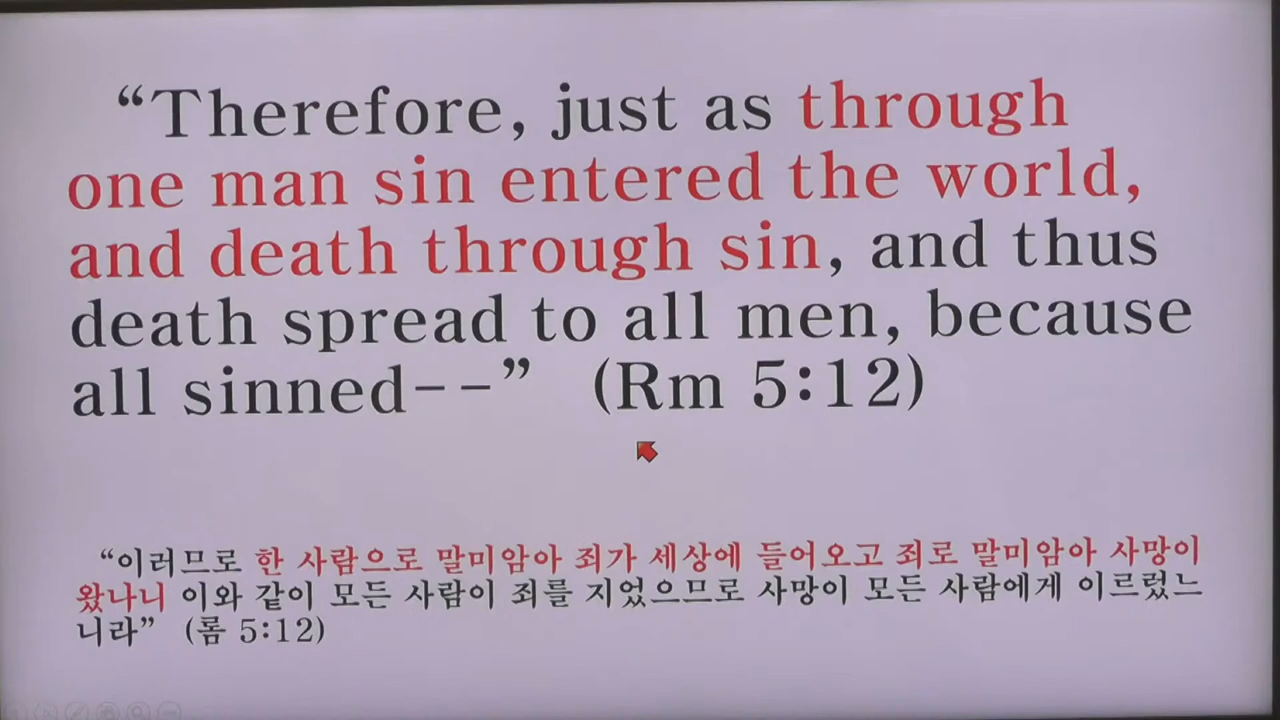 “Therefore, just as through
one man sin entered the world,
and death through sin, and thus
death spread to all men, because
all sinned--” (Rm 5:12)
“이러므로 한 사람으로 말미암아 죄가 세상에 들어오고 죄로 말미암아 사망이
왔나니 이와 같이 모든 사람이 죄를 지었으므로 사망이 모든 사람에게 이르렀느
니라” (롬 5:12)